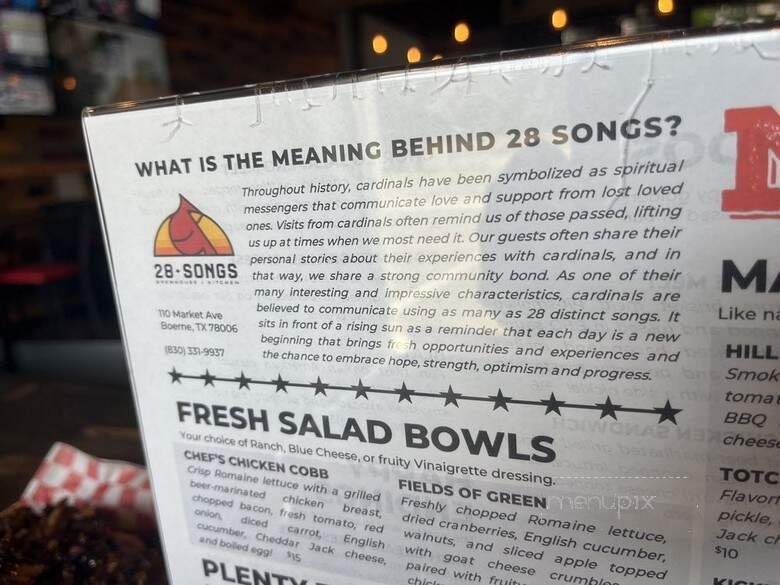 WHAT IS THE MEANING BEHIND 28 SONGS?
Throughout history, cardinals have been symbolized as spiritual
messengers that communicate love and support from lost loved
ones. Visits from cardinals often remind us of those passed, lifting
us up at times when we most need it. Our guests often share their
personal stories about their experiences with cardinals, and in
that way, we share a strong community bond. As one of their
many interesting and impressive characteristics, cardinals are
believed to communicate using as many as 28 distinct songs. It
sits in front of a rising sun as a reminder that each day is a new
beginning that brings fresh opportunities and experiences and
the chance to embrace hope, strength, optimism and progress.
28·SONGS
BREWHOUSE + KITCHEN
110 Market Ave
Boerne, TX 78006
(830) 331-9937
FRESH SALAD BOWLS
Your choice of Ranch, Blue Cheese, or fruity Vinaigrette dressing.
CHEF'S CHICKEN COBB
Crisp Romaine lettuce with a grilled
beer-marinated chicken breast,
chopped bacon, fresh tomato, red
onion, diced carrot, English
cucumber, Cheddar Jack cheese,
and boiled egg! $15
PLENTY
FIELDS OF GREEN
Freshly chopped Romaine lettuce,
dried cranberries, English cucumber,
walnuts, and sliced apple topped
with goat cheese crumbles
paired with fruity
MA
Like na
HILL
Smok
tomat
BBQ
cheese
TOTC
Flavor
pickle,
Jack ch
$10
menupix